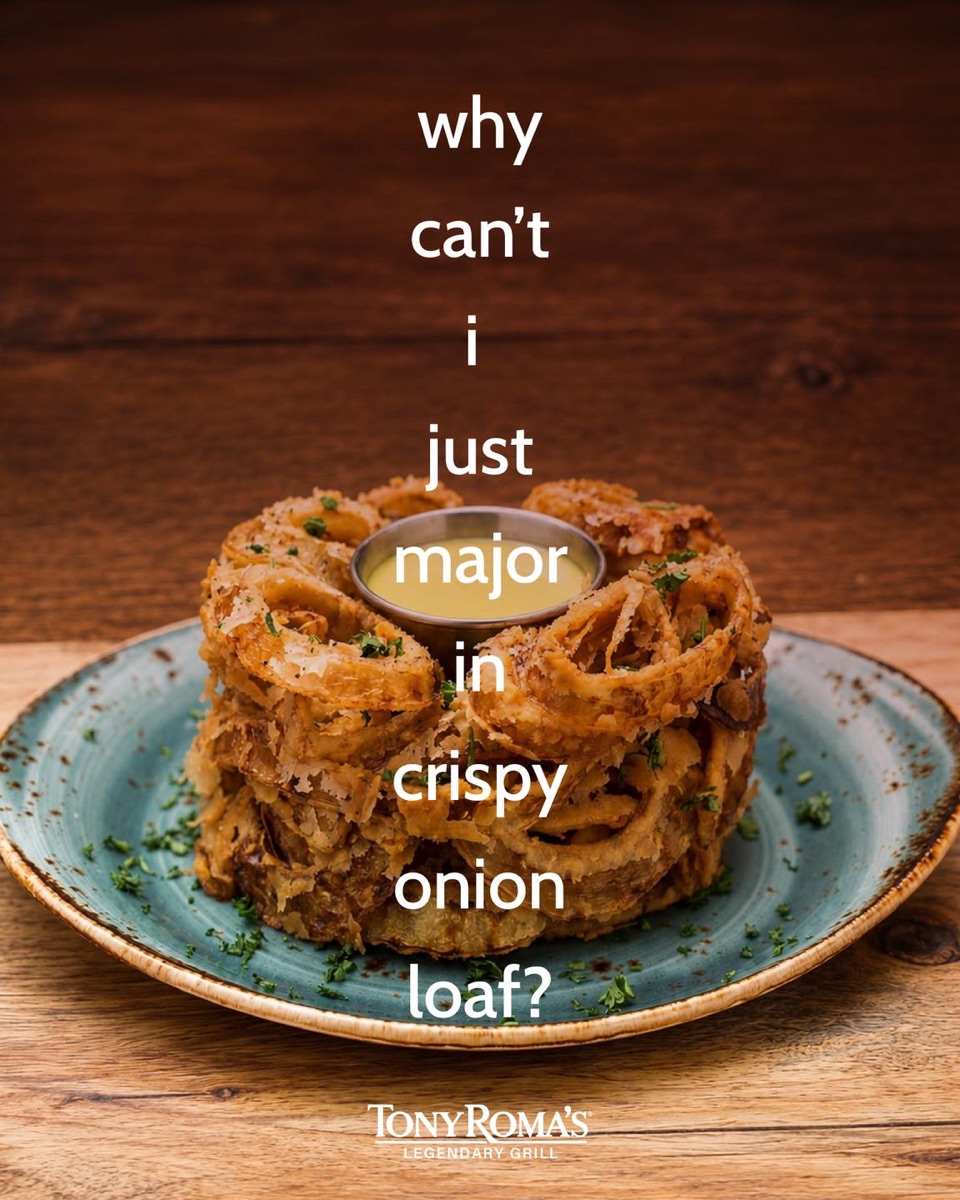 why
can't
i
just
major
in
crispy
onion
loaf?
TONY ROMA'S
LEGENDARY GRILL